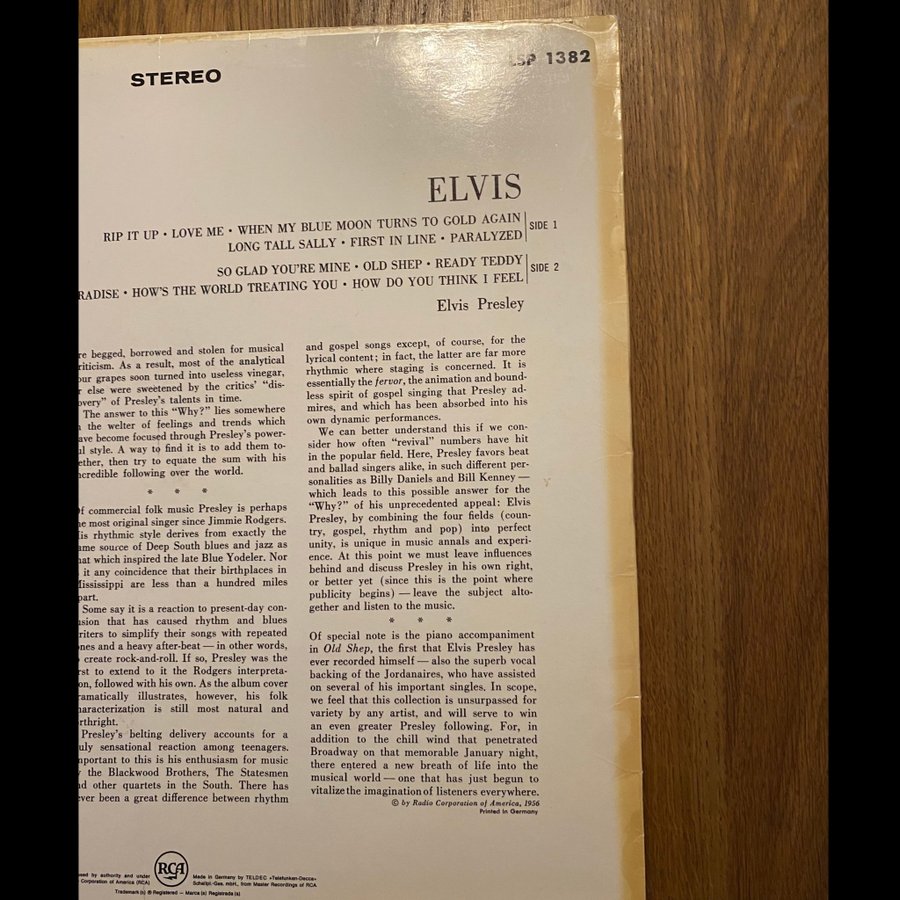 STEREO
LSP 1382
ELVIS
RIP IT UP • LOVE ME • WHEN MY BLUE MOON TURNS TO GOLD AGAIN
LONG TALL SALLY • FIRST IN LINE • PARALYZED
SIDE 1
SO GLAD YOU'RE MINE • OLD SHEP • READY TEDDY
RADISE • HOW'S THE WORLD TREATING YOU • HOW DO YOU THINK I FEEL
SIDE 2
Elvis Presley
re begged, borrowed and stolen for musical
riticism. As a result, most of the analytical
our grapes soon turned into useless vinegar,
r else were sweetened by the critics' "dis-
overy" of Presley's talents in time.
The answer to this "Why?" lies somewhere
n the welter of feelings and trends which
ave become focused through Presley's power-
ul style. A way to find it is to add them to-
ether, then try to equate the sum with his
ncredible following over the world.
* * *
Of commercial folk music Presley is perhaps
he most original singer since Jimmie Rodgers.
His rhythmic style derives from exactly the
ame source of Deep South blues and jazz as
hat which inspired the late Blue Yodeler. Nor
it any coincidence that their birthplaces in
Mississippi are less than a hundred miles
part.
Some say it is a reaction to present-day con-
usion that has caused rhythm and blues
riters to simplify their songs with repeated
ones and a heavy after-beat — in other words,
create rock-and-roll. If so, Presley was the
rst to extend to it the Rodgers interpreta-
on, followed with his own. As the album cover
ramatically illustrates, however, his folk
haracterization is still most natural and
orthright.
Presley's belting delivery accounts for a
uly sensational reaction among teenagers.
mportant to this is his enthusiasm for music
y the Blackwood Brothers, The Statesmen
nd other quartets in the South. There has
ever been a great difference between rhythm
and gospel songs except, of course, for the
lyrical content; in fact, the latter are far more
rhythmic where staging is concerned. It is
essentially the fervor, the animation and bound-
less spirit of gospel singing that Presley ad-
mires, and which has been absorbed into his
own dynamic performances.
We can better understand this if we con-
sider how often "revival" numbers have hit
in the popular field. Here, Presley favors beat
and ballad singers alike, in such different per-
sonalities as Billy Daniels and Bill Kenney —
which leads to this possible answer for the
"Why?" of his unprecedented appeal: Elvis
Presley, by combining the four fields (coun-
try, gospel, rhythm and pop) into perfect
unity, is unique in music annals and experi-
ence. At this point we must leave influences
behind and discuss Presley in his own right,
or better yet (since this is the point where
publicity begins) — leave the subject alto-
gether and listen to the music.
* * *
Of special note is the piano accompaniment
in Old Shep, the first that Elvis Presley has
ever recorded himself — also the superb vocal
backing of the Jordanaires, who have assisted
on several of his important singles. In scope,
we feel that this collection is unsurpassed for
variety by any artist, and will serve to win
an even greater Presley following. For, in
addition to the chill wind that penetrated
Broadway on that memorable January night,
there entered a new breath of life into the
musical world — one that has just begun to
vitalize the imagination of listeners everywhere.
© by Radio Corporation of America, 1956
Printed in Germany
used by authority and under
Corporation of America (RCA)
RCA
Made in Germany by TELDEC »Telefunken-Decca«
Schallpl.-Ges. mbH., from Master Recordings of RCA
Trademark(s) ® Registered — Marca(s) Registrada(s)